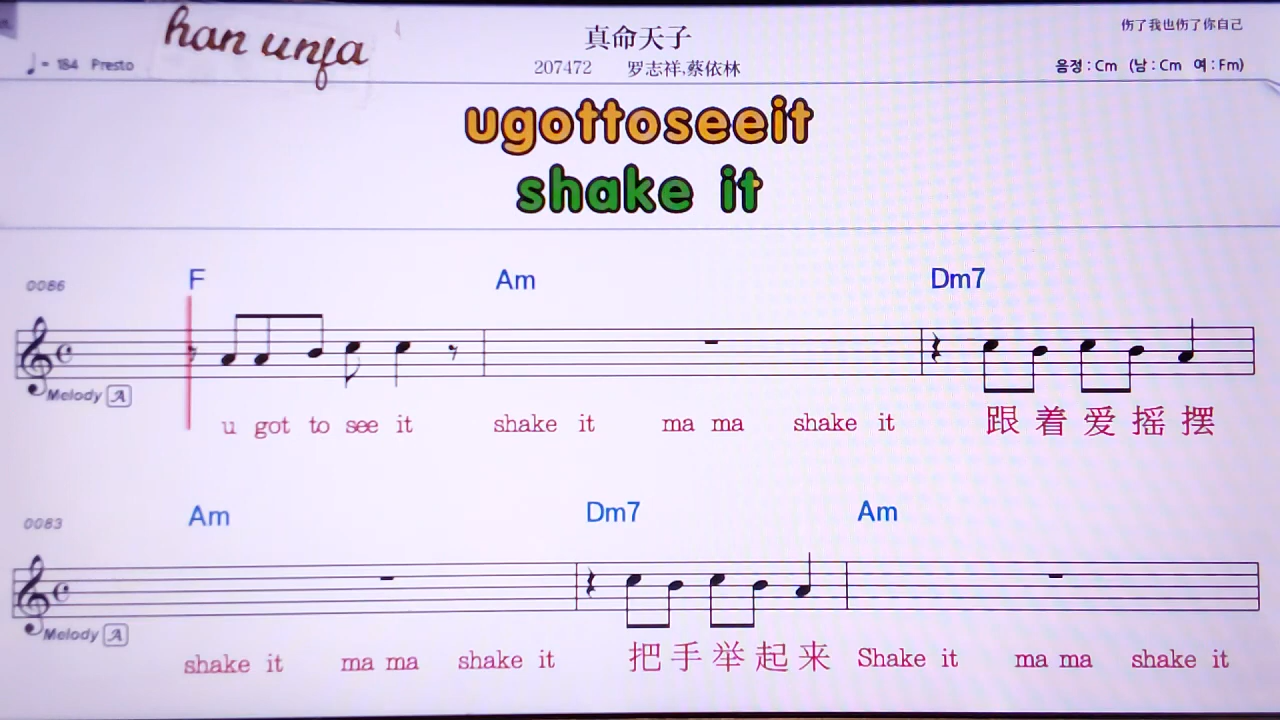 han unfa
真命天子
伤了我也伤了你自己
= 184 Presto
207472 罗志祥,蔡依林
음정 : Cm (남 : Cm 여 : Fm)
ugottoseeit
shake it
0086 F Am Dm7
Melody A
u got to see it shake it ma ma shake it 跟着爱摇摆
0083 Am Dm7 Am
Melody A
shake it ma ma shake it 把手举起来 Shake it ma ma shake it